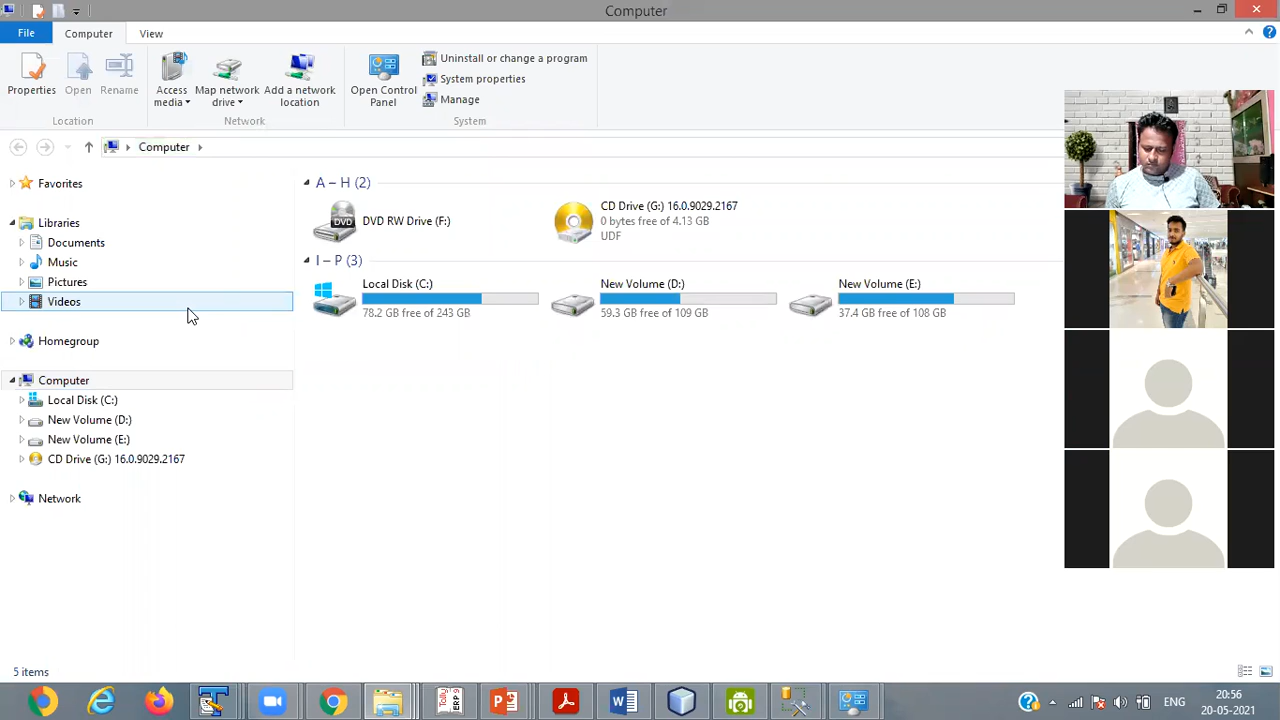 Computer
File
Computer
View
Properties
Open
Rename
Access media
Map network drive
Add a network location
Open Control Panel
Uninstall or change a program
System properties
Manage
Location
Network
System
Computer
Favorites
Libraries
Documents
Music
Pictures
Videos
Homegroup
Computer
Local Disk (C:)
New Volume (D:)
New Volume (E:)
CD Drive (G:) 16.0.9029.2167
Network
A – H (2)
DVD
DVD RW Drive (F:)
CD Drive (G:) 16.0.9029.2167
0 bytes free of 4.13 GB
UDF
I – P (3)
Local Disk (C:)
78.2 GB free of 243 GB
New Volume (D:)
59.3 GB free of 109 GB
New Volume (E:)
37.4 GB free of 108 GB
5 items
Tally
ERP9
ENG
20:56
20-05-2021